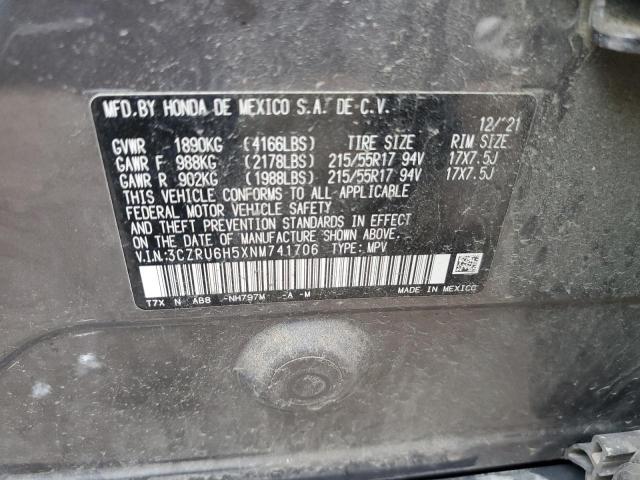 MFD.BY HONDA DE MEXICO S.A. DE C.V.
12/'21
GVWR 1890KG (4166LBS) TIRE SIZE RIM SIZE
GAWR F 988KG (2178LBS) 215/55R17 94V 17X7.5J
GAWR R 902KG (1988LBS) 215/55R17 94V 17X7.5J
THIS VEHICLE CONFORMS TO ALL-APPLICABLE
FEDERAL MOTOR VEHICLE SAFETY
AND THEFT PREVENTION STANDARDS IN EFFECT
ON THE DATE OF MANUFACTURE SHOWN ABOVE.
V.I.N:3CZRU6H5XNM741706 TYPE: MPV
T7X N AB8 -NH797M -A -M MADE IN MEXICO